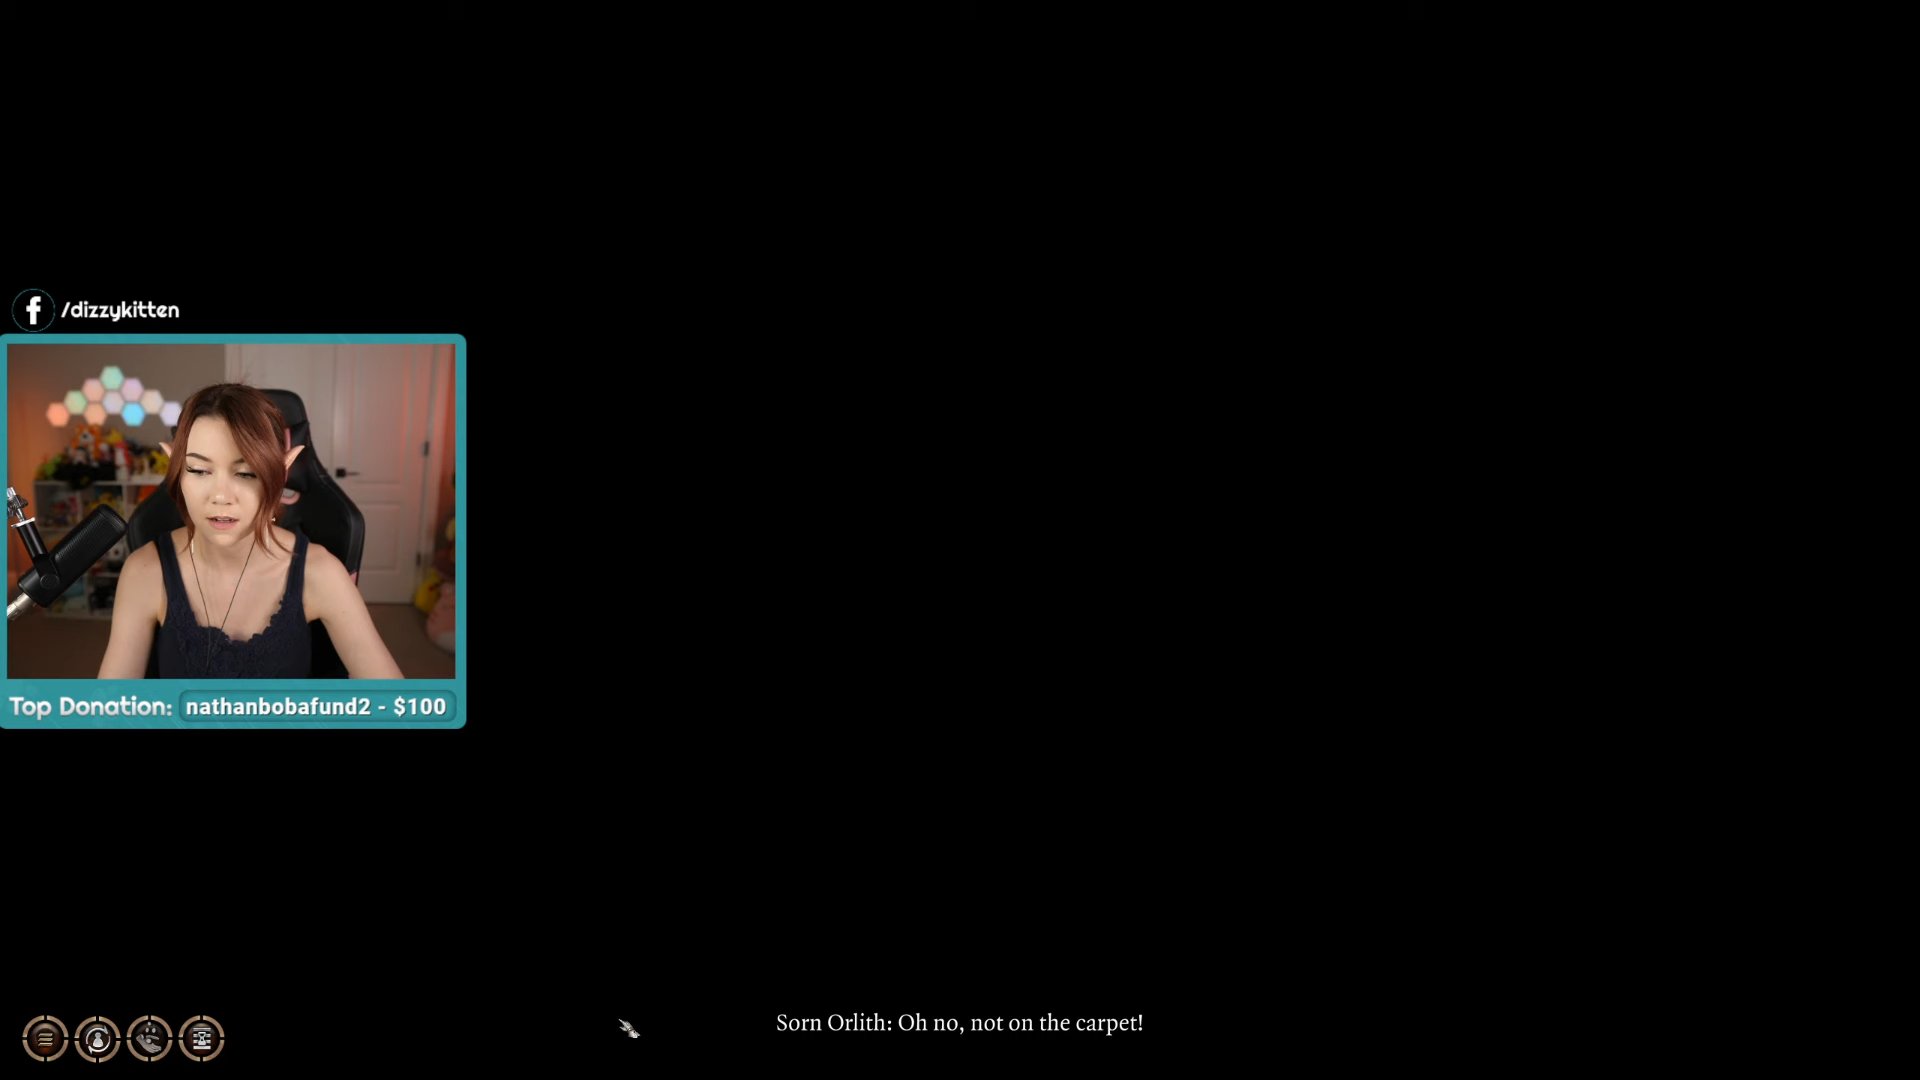 /dizzykitten
Top Donation: nathanbobafund2 - $100
Sorn Orlith: Oh no, not on the carpet!